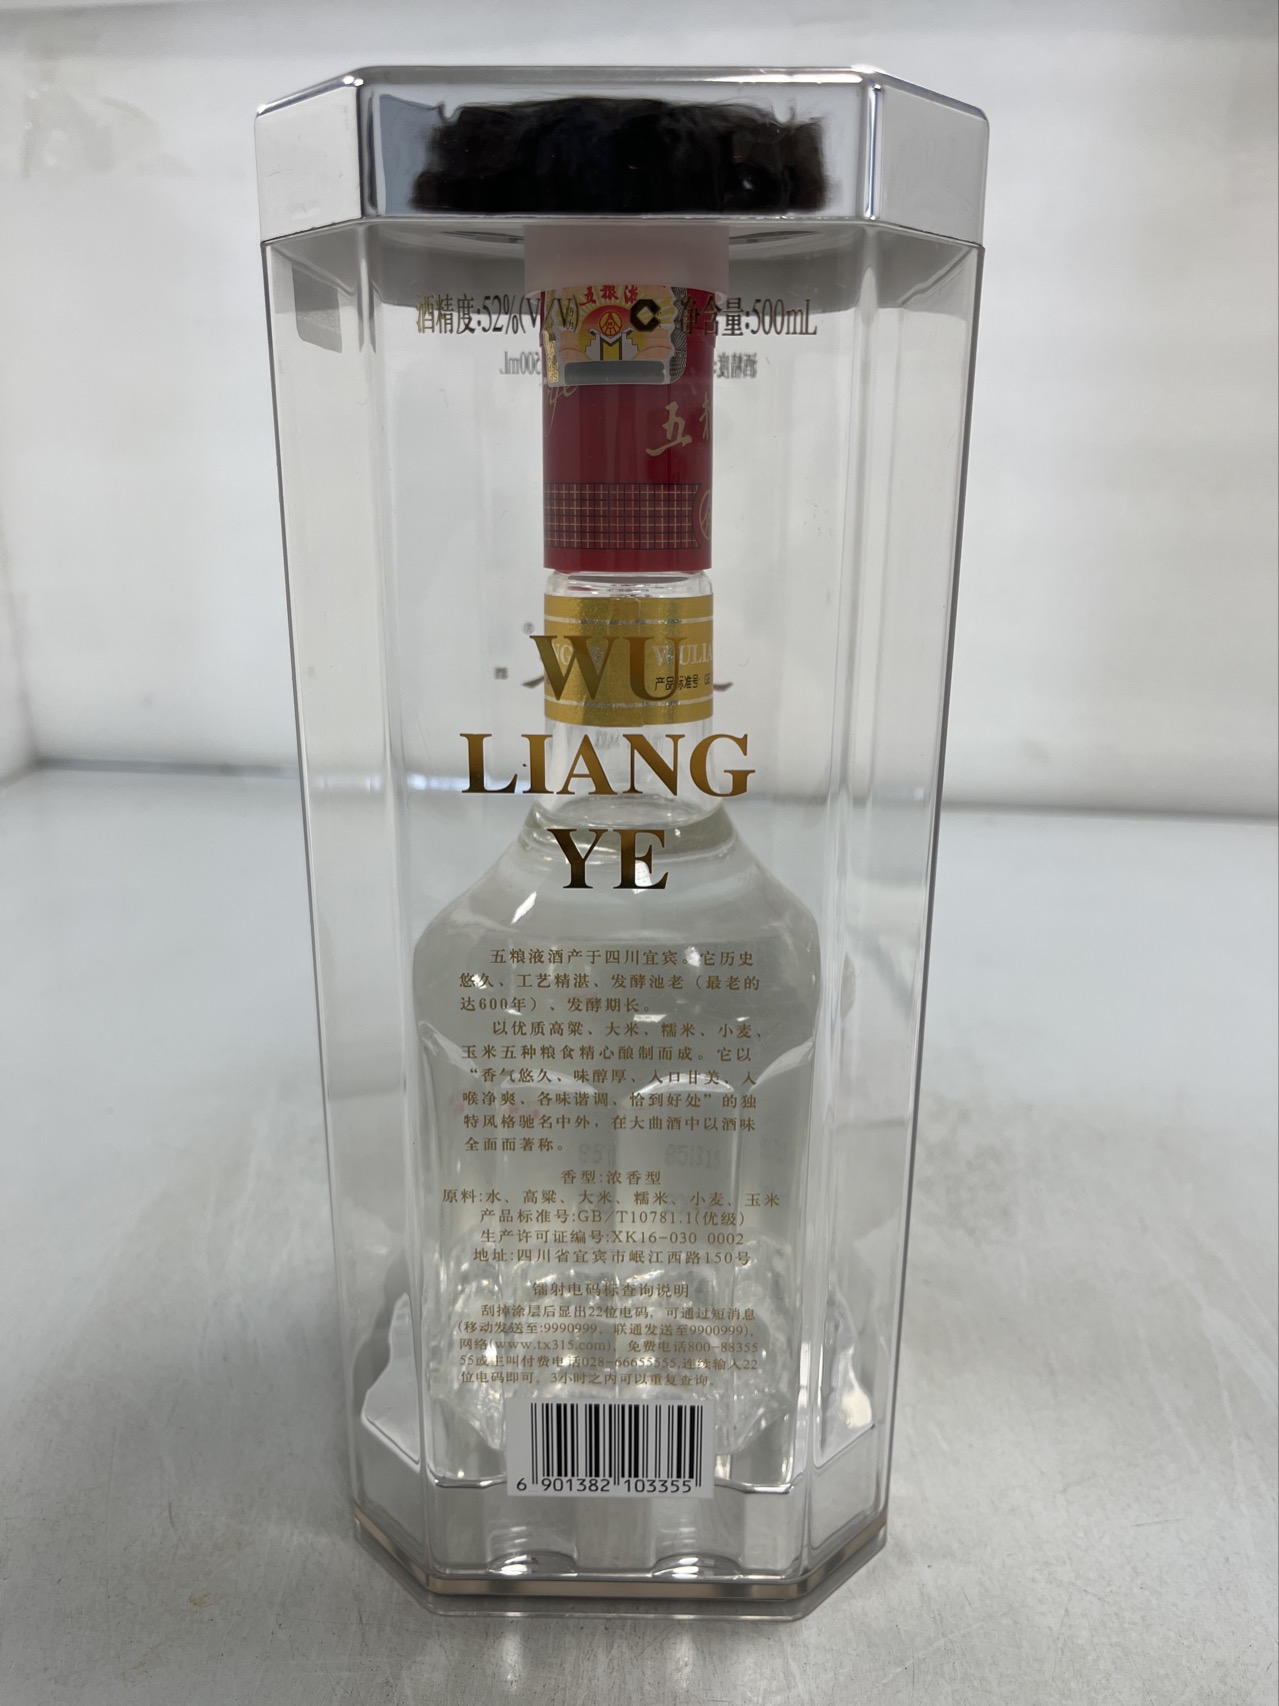 五粮液
酒精度:52%(V/V)
净含量:500mL
五
WULIA
产品标准号
WU
LIANG
YE
五粮液酒产于四川宜宾。它历史
悠久、工艺精湛、发酵池老（最老的
达600年）、发酵期长。
以优质高粱、大米、糯米、小麦、
玉米五种粮食精心酿制而成。它以
“香气悠久、味醇厚、入口甘美、入
喉净爽、各味谐调、恰到好处”的独
特风格驰名中外，在大曲酒中以酒味
全面而著称。
香型:浓香型
原料:水、高粱、大米、糯米、小麦、玉米
产品标准号:GB/T10781.1(优级)
生产许可证编号:XK16-030 0002
地址:四川省宜宾市岷江西路150号
镭射电码标查询说明
刮掉涂层后显出22位电码，可通过短消息
(移动发送至:9990999、联通发送至9900999)、
网络(www.tx315.com)、免费电话800-88355
55或主叫付费电话028-66655555,连续输入22
位电码即可。3小时之内可以重复查询。
6 901382 103355